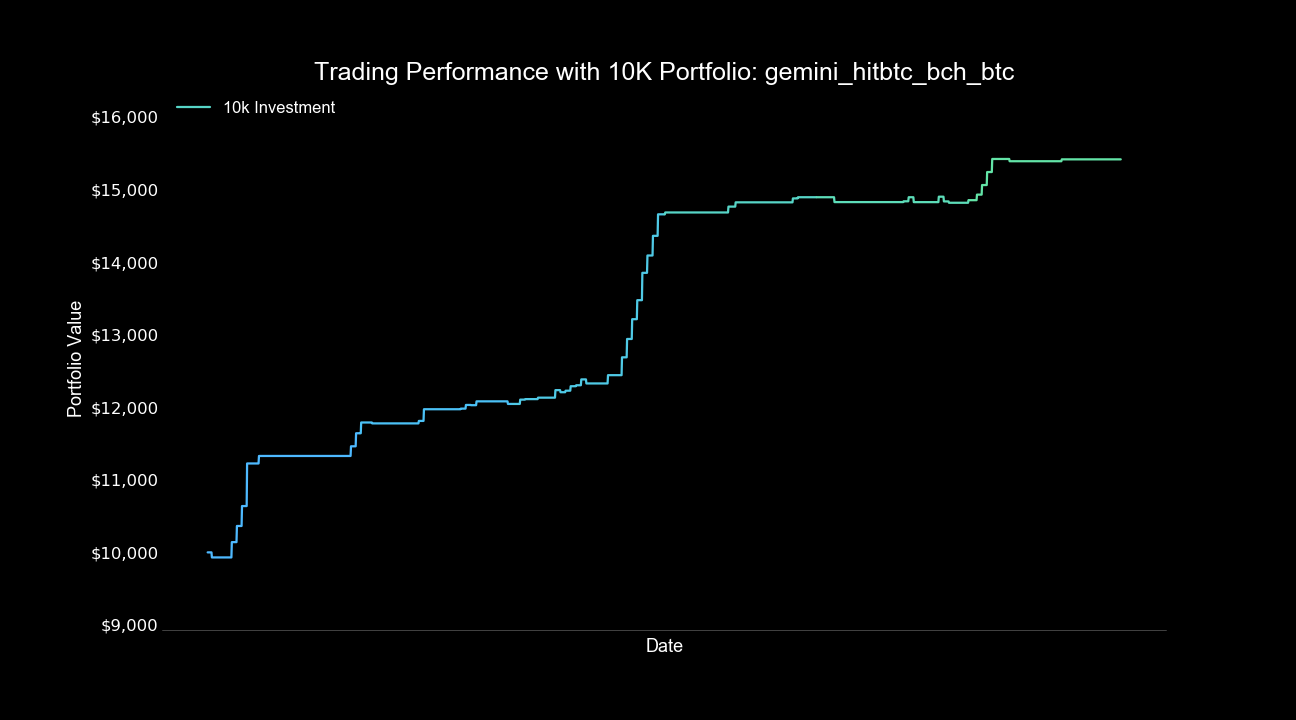 Trading Performance with 10K Portfolio: gemini_hitbtc_bch_btc
10k Investment
$16,000
$15,000
$14,000
$13,000
$12,000
$11,000
$10,000
$9,000
Portfolio Value
Date